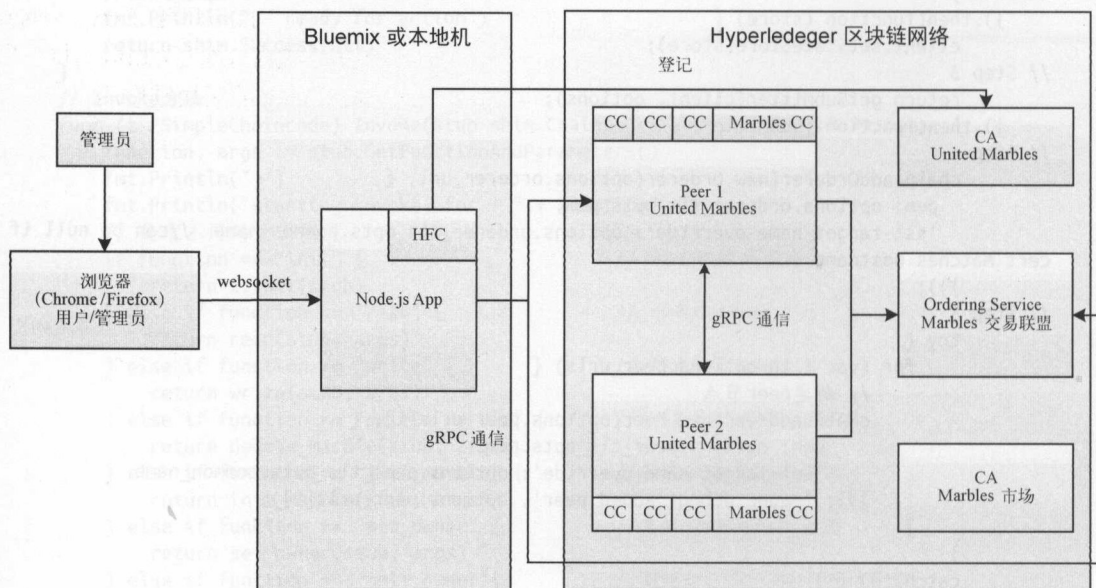 Bluemix 或本地机
Hyperledeger 区块链网络
登记
管理员
CC CC CC Marbles CC
CA
United Marbles
Peer 1
United Marbles
HFC
浏览器
（Chrome/Firefox）
用户/管理员
websocket
Node.js App
gRPC 通信
Ordering Service
Marbles 交易联盟
Peer 2
United Marbles
gRPC 通信
CA
Marbles 市场
CC CC CC Marbles CC